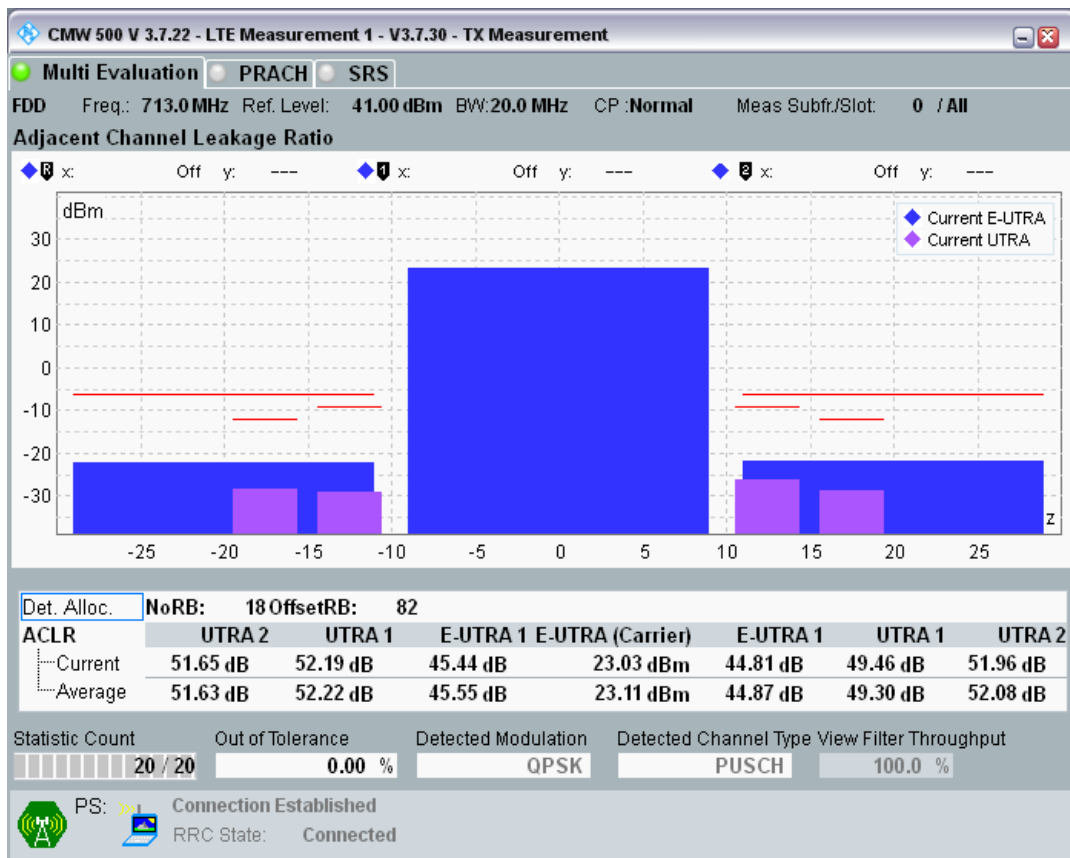 CMW 500 V 3.7.22 - LTE Measurement 1 - V3.7.30 - TX Measurement
Multi Evaluation PRACH SRS
FDD Freq.: 713.0 MHz Ref. Level: 41.00 dBm BW: 20.0 MHz CP :Normal Meas Subfr./Slot: 0 / All
Adjacent Channel Leakage Ratio
R x: Off y: --- 1 x: Off y: --- 2 x: Off y: ---
dBm
Current E-UTRA
Current UTRA
30
20
10
0
-10
-20
-30
z
-25 -20 -15 -10 -5 0 5 10 15 20 25
Det. Alloc. NoRB: 18 OffsetRB: 82
ACLR UTRA 2 UTRA 1 E-UTRA 1 E-UTRA (Carrier) E-UTRA 1 UTRA 1 UTRA 2
Current 51.65 dB 52.19 dB 45.44 dB 23.03 dBm 44.81 dB 49.46 dB 51.96 dB
Average 51.63 dB 52.22 dB 45.55 dB 23.11 dBm 44.87 dB 49.30 dB 52.08 dB
Statistic Count Out of Tolerance Detected Modulation Detected Channel Type View Filter Throughput
20 / 20 0.00 % QPSK PUSCH 100.0 %
PS: Connection Established
RRC State: Connected